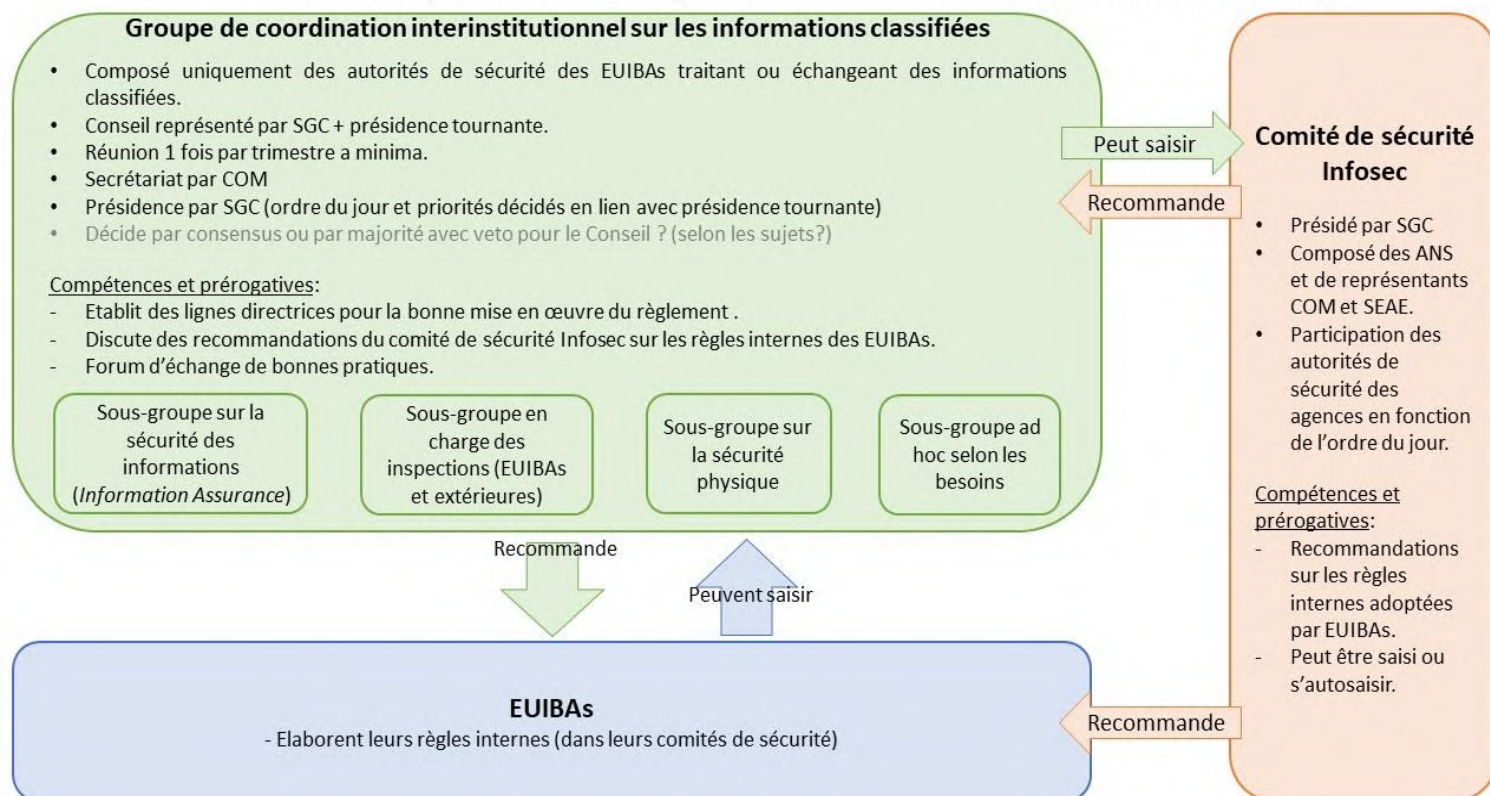 Groupe de coordination interinstitutionnel sur les informations classifiées
• Composé uniquement des autorités de sécurité des EUIBAs traitant ou échangeant des informations
classifiées.
• Conseil représenté par SGC + présidence tournante.
• Réunion 1 fois par trimestre a minima.
• Secrétariat par COM
• Présidence par SGC (ordre du jour et priorités décidés en lien avec présidence tournante)
• Décide par consensus ou par majorité avec veto pour le Conseil ? (selon les sujets?)
Compétences et prérogatives:
- Etablit des lignes directrices pour la bonne mise en œuvre du règlement .
- Discute des recommandations du comité de sécurité Infosec sur les règles internes des EUIBAs.
- Forum d’échange de bonnes pratiques.
Sous-groupe sur la
sécurité des
informations
(Information Assurance)
Sous-groupe en
charge des
inspections (EUIBAs
et extérieures)
Sous-groupe sur
la sécurité
physique
Sous-groupe ad
hoc selon les
besoins
Peut saisir
Recommande
Comité de sécurité
Infosec
• Présidé par SGC
• Composé des ANS
et de représentants
COM et SEAE.
• Participation des
autorités de
sécurité des
agences en fonction
de l’ordre du jour.
Compétences et
prérogatives:
- Recommandations
sur les règles
internes adoptées
par EUIBAs.
- Peut être saisi ou
s’autosaisir.
Recommande
Peuvent saisir
EUIBAs
- Elaborent leurs règles internes (dans leurs comités de sécurité)
Recommande